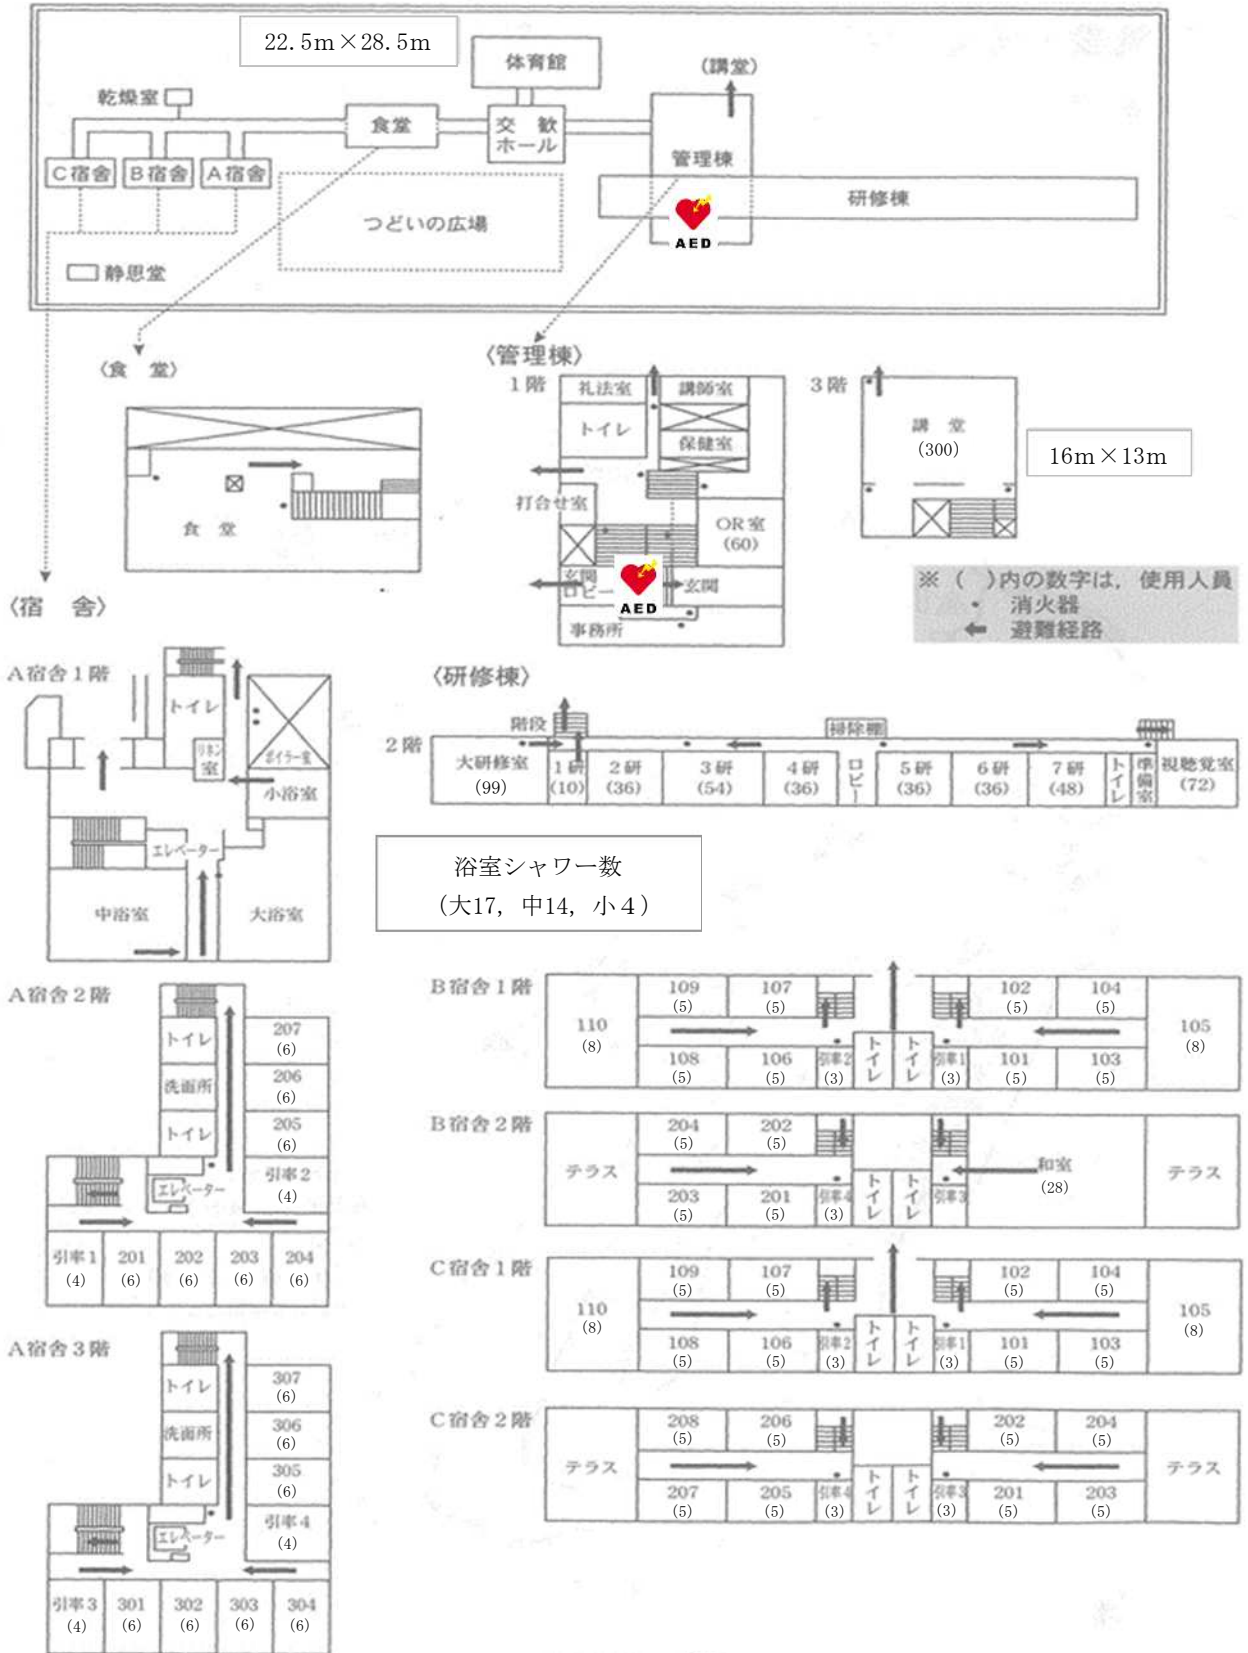 22.5m×28.5m
体育館
(講堂)
乾燥室
食堂
交　歓
ホール
管理棟
C宿舎
B宿舎
A宿舎
研修棟
つどいの広場
AED
静思堂
〈食　堂〉
食　堂
〈管理棟〉
1階
礼法室
講師室
トイレ
保健室
打合せ室
OR室
(60)
玄関
ロビー
AED
玄関
事務所
3階
講　堂
(300)
16m×13m
※（　）内の数字は，使用人員
・　消火器
←　避難経路
〈宿　舎〉
A宿舎1階
トイレ
リネン
室
ボイラー室
小浴室
エレベーター
中浴室
大浴室
〈研修棟〉
階段
掃除棚
2階
大研修室
(99)
1研
(10)
2研
(36)
3研
(54)
4研
(36)
ロビー
5研
(36)
6研
(36)
7研
(48)
トイレ
準備室
視聴覚室
(72)
浴室シャワー数
（大17，中14，小４）
A宿舎2階
トイレ
207
(6)
洗面所
206
(6)
トイレ
205
(6)
エレベーター
引率2
(4)
引率1
(4)
201
(6)
202
(6)
203
(6)
204
(6)
A宿舎3階
トイレ
307
(6)
洗面所
306
(6)
トイレ
305
(6)
エレベーター
引率4
(4)
引率3
(4)
301
(6)
302
(6)
303
(6)
304
(6)
B宿舎1階
110
(8)
109
(5)
107
(5)
102
(5)
104
(5)
105
(8)
108
(5)
106
(5)
引率2
(3)
トイレ
トイレ
引率1
(3)
101
(5)
103
(5)
B宿舎2階
テラス
204
(5)
202
(5)
和室
(28)
テラス
203
(5)
201
(5)
引率4
(3)
トイレ
トイレ
引率3
C宿舎1階
110
(8)
109
(5)
107
(5)
102
(5)
104
(5)
105
(8)
108
(5)
106
(5)
引率2
(3)
トイレ
トイレ
引率1
(3)
101
(5)
103
(5)
C宿舎2階
テラス
208
(5)
206
(5)
202
(5)
204
(5)
テラス
207
(5)
205
(5)
引率4
(3)
トイレ
トイレ
引率3
(3)
201
(5)
203
(5)